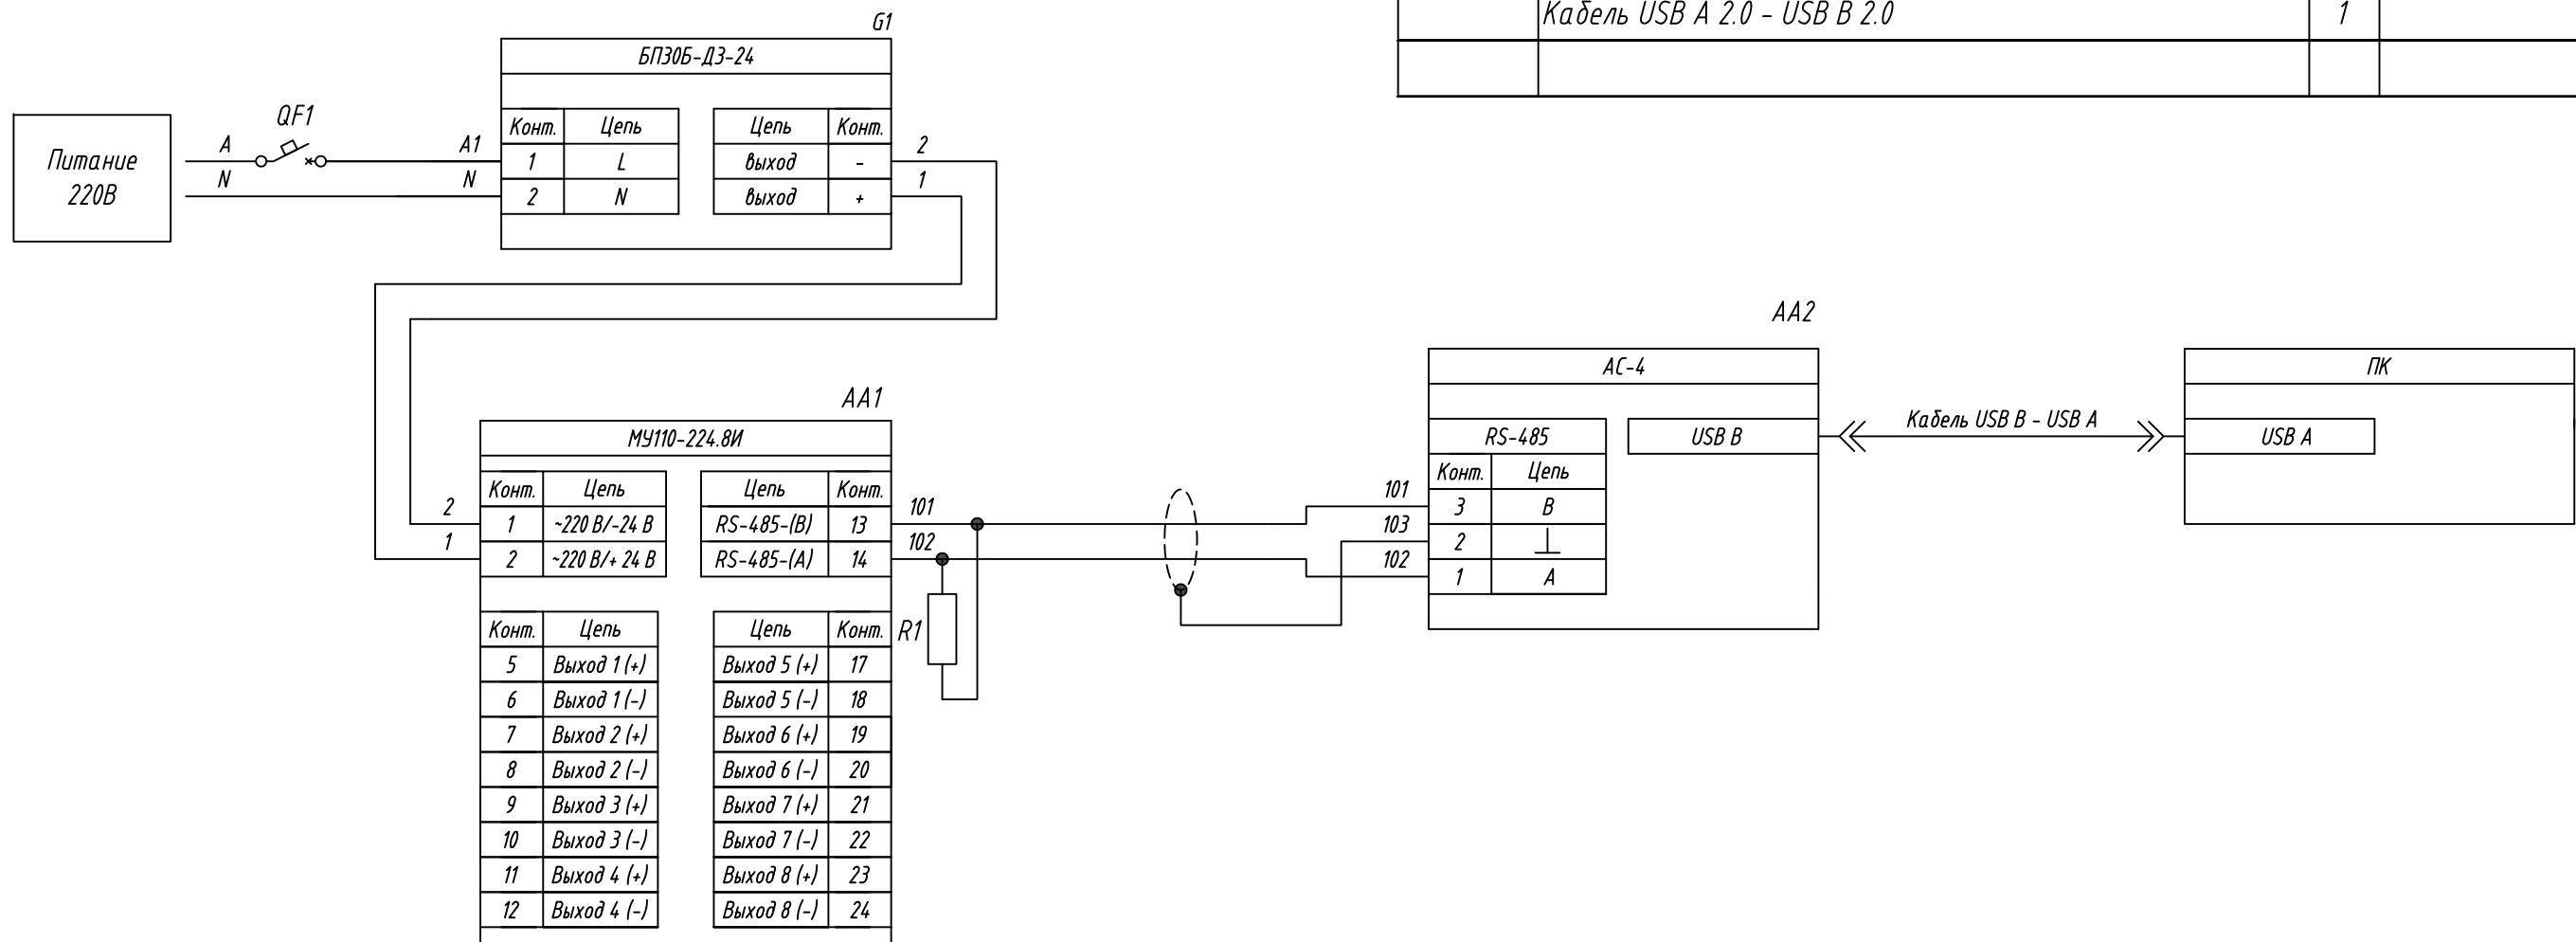 Кабель USB A 2.0 - USB B 2.0 1
G1
БП30Б-Д3-24
Питание
220В
QF1
A
N
A1
N
Конт. Цепь Цепь Конт.
1 L выход -
2 N выход +
2
1
AA1
МУ110-224.8И
2
1
Конт. Цепь Цепь Конт.
1 ~220 В/-24 В RS-485-(B) 13
2 ~220 В/+ 24 В RS-485-(A) 14
101
102
Конт. Цепь Цепь Конт.
5 Выход 1 (+) Выход 5 (+) 17
6 Выход 1 (-) Выход 5 (-) 18
7 Выход 2 (+) Выход 6 (+) 19
8 Выход 2 (-) Выход 6 (-) 20
9 Выход 3 (+) Выход 7 (+) 21
10 Выход 3 (-) Выход 7 (-) 22
11 Выход 4 (+) Выход 8 (+) 23
12 Выход 4 (-) Выход 8 (-) 24
R1
AA2
АС-4
RS-485 USB B
Конт. Цепь
101 3 B
103 2 ⊥
102 1 A
Кабель USB B - USB A
ПК
USB A